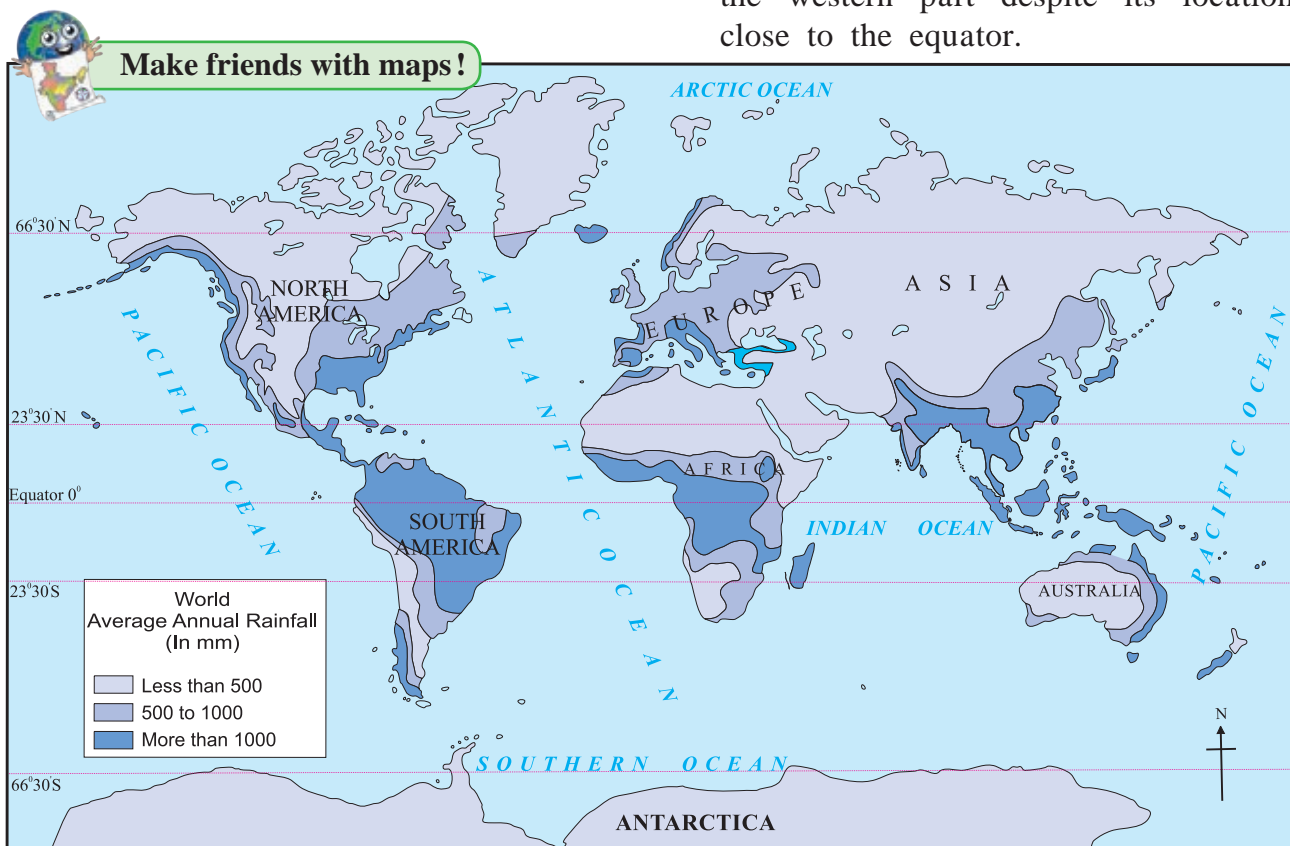 the western part despite its location
close to the equator.
Make friends with maps!
ARCTIC OCEAN
66°30'N
NORTH
AMERICA
ATLANTIC OCEAN
EUROPE
ASIA
PACIFIC OCEAN
PACIFIC OCEAN
23°30'N
AFRICA
Equator 0°
SOUTH
AMERICA
INDIAN OCEAN
23°30'S
AUSTRALIA
World
Average Annual Rainfall
(In mm)
Less than 500
500 to 1000
More than 1000
N
SOUTHERN OCEAN
66°30'S
ANTARCTICA